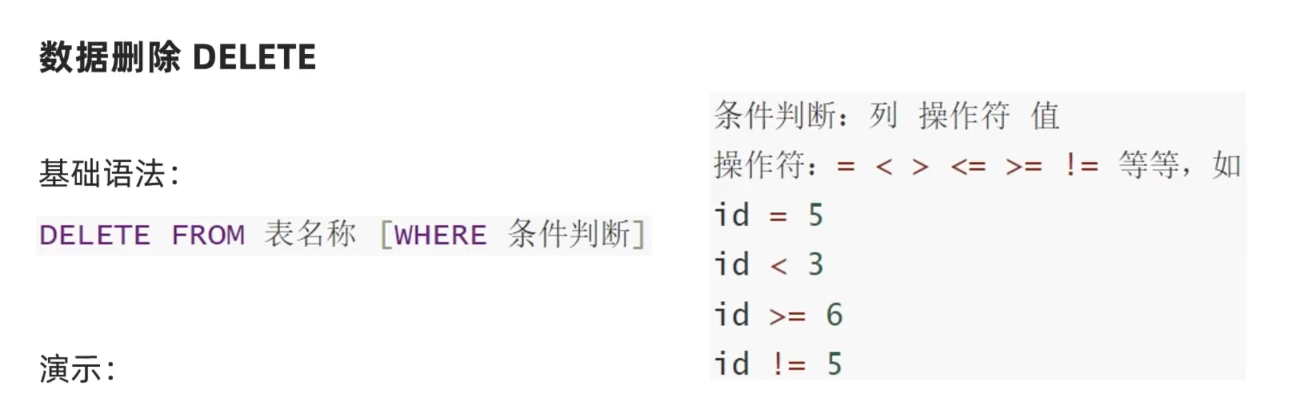 数据删除 DELETE
基础语法：
DELETE FROM 表名称 [WHERE 条件判断]
演示：
条件判断：列 操作符 值
操作符：= < > <= >= != 等等，如
id = 5
id < 3
id >= 6
id != 5